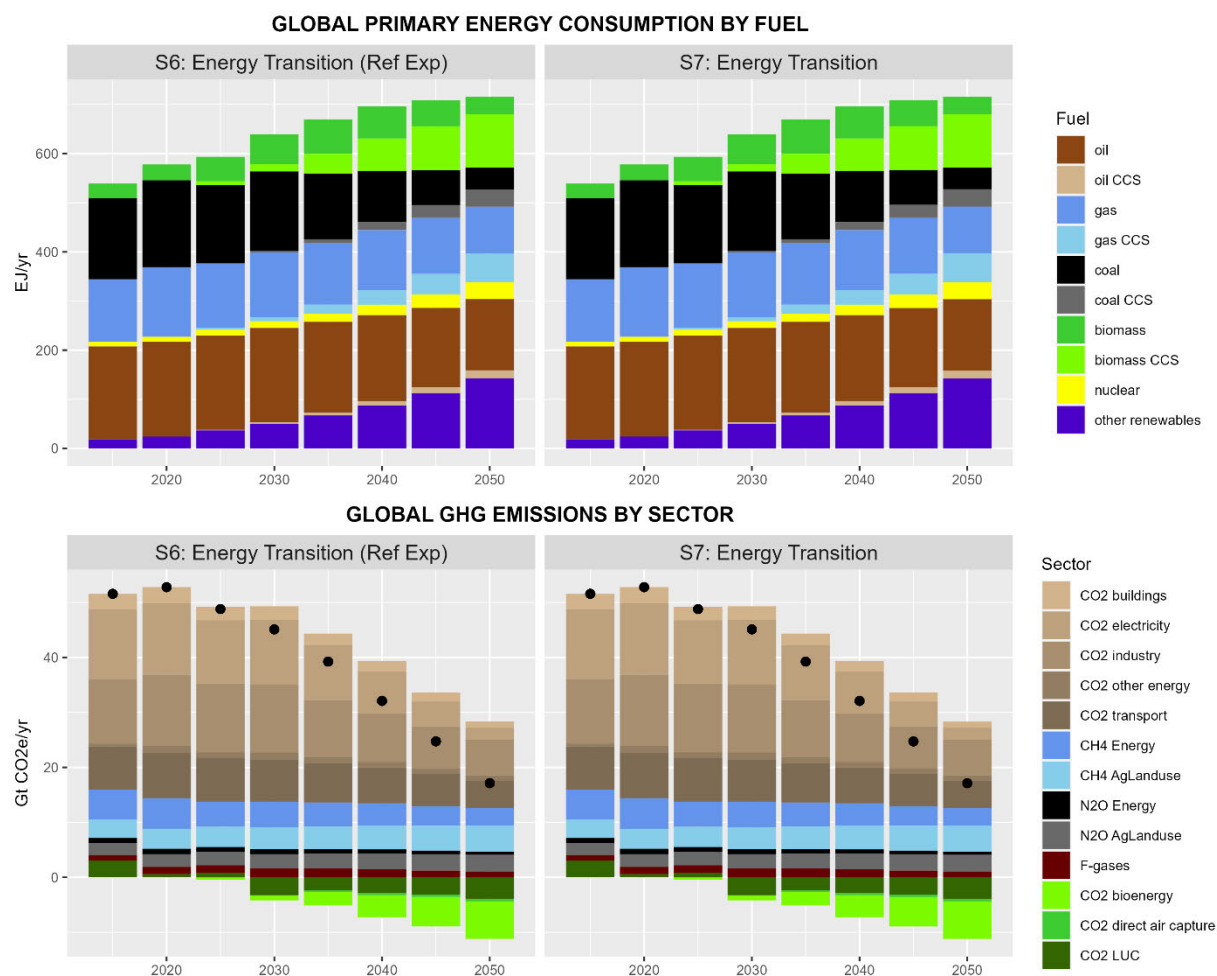 GLOBAL PRIMARY ENERGY CONSUMPTION BY FUEL
S6: Energy Transition (Ref Exp)
S7: Energy Transition
EJ/yr
600
400
200
0
2020
2030
2040
2050
2020
2030
2040
2050
Fuel
oil
oil CCS
gas
gas CCS
coal
coal CCS
biomass
biomass CCS
nuclear
other renewables
GLOBAL GHG EMISSIONS BY SECTOR
S6: Energy Transition (Ref Exp)
S7: Energy Transition
Gt CO2e/yr
40
20
0
2020
2030
2040
2050
2020
2030
2040
2050
Sector
CO2 buildings
CO2 electricity
CO2 industry
CO2 other energy
CO2 transport
CH4 Energy
CH4 AgLanduse
N2O Energy
N2O AgLanduse
F-gases
CO2 bioenergy
CO2 direct air capture
CO2 LUC